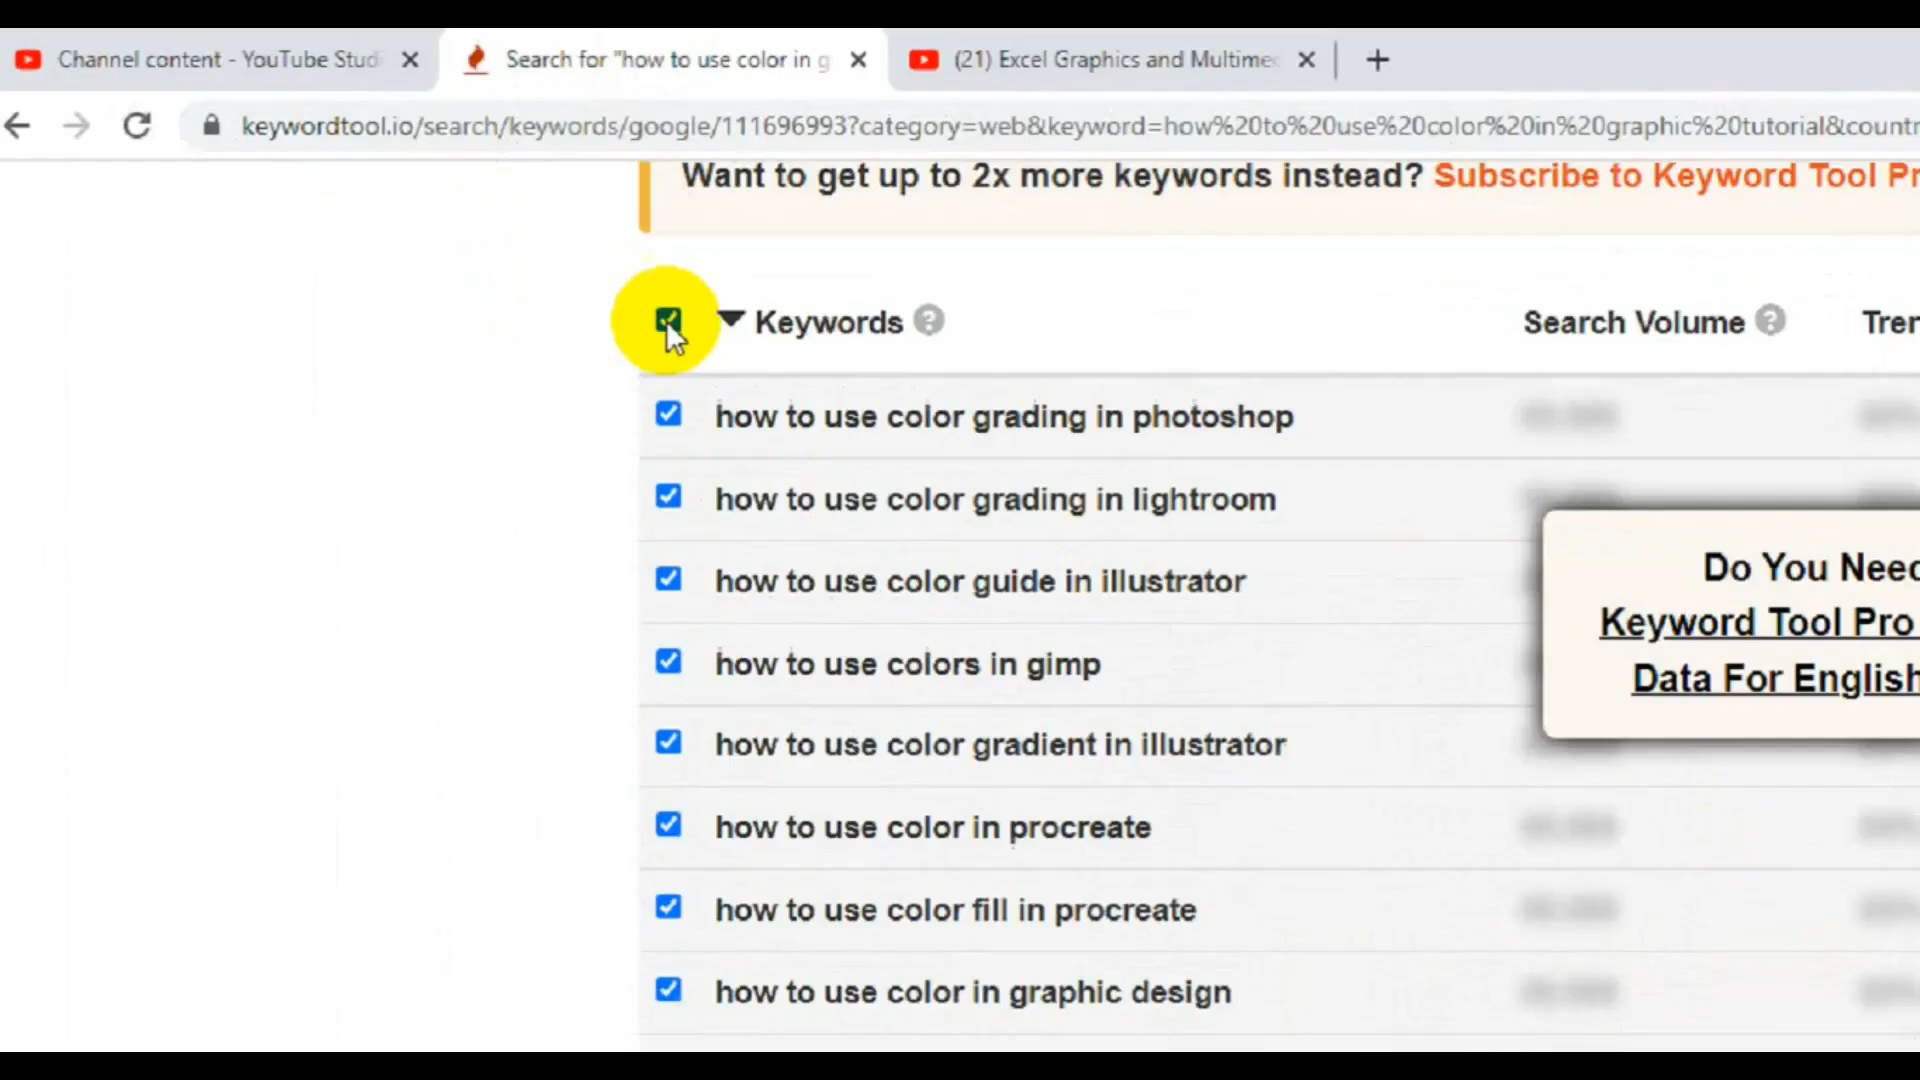 Channel content - YouTube Stud
Search for "how to use color in g
(21) Excel Graphics and Multime
keywordtool.io/search/keywords/google/111696993?category=web&keyword=how%20to%20use%20color%20in%20graphic%20tutorial&countr
Want to get up to 2x more keywords instead? Subscribe to Keyword Tool Pr
Keywords ? Search Volume ? Tren
how to use color grading in photoshop
how to use color grading in lightroom
how to use color guide in illustrator
how to use colors in gimp
how to use color gradient in illustrator
how to use color in procreate
how to use color fill in procreate
how to use color in graphic design
Do You Need
Keyword Tool Pro
Data For English